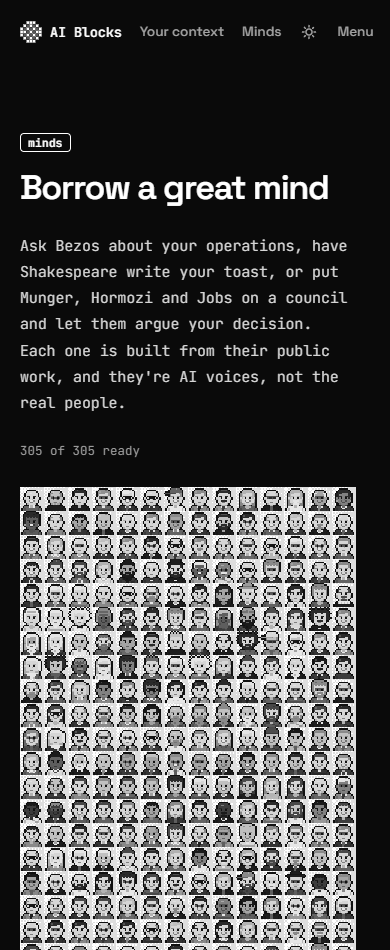 AI Blocks Your context Minds Menu
minds
Borrow a great mind
Ask Bezos about your operations, have
Shakespeare write your toast, or put
Munger, Hormozi and Jobs on a council
and let them argue your decision.
Each one is built from their public
work, and they're AI voices, not the
real people.
305 of 305 ready